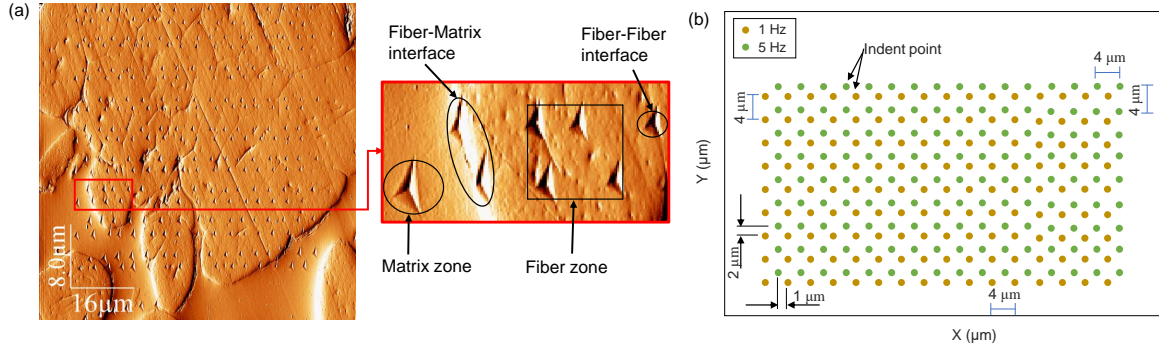 (a)
Fiber-Matrix
interface
Fiber-Fiber
interface
Matrix zone
Fiber zone
8.0µm
16µm
(b)
1 Hz
5 Hz
Indent point
4 µm
4 µm
4 µm
Y (µm)
2 µm
1 µm
4 µm
X (µm)